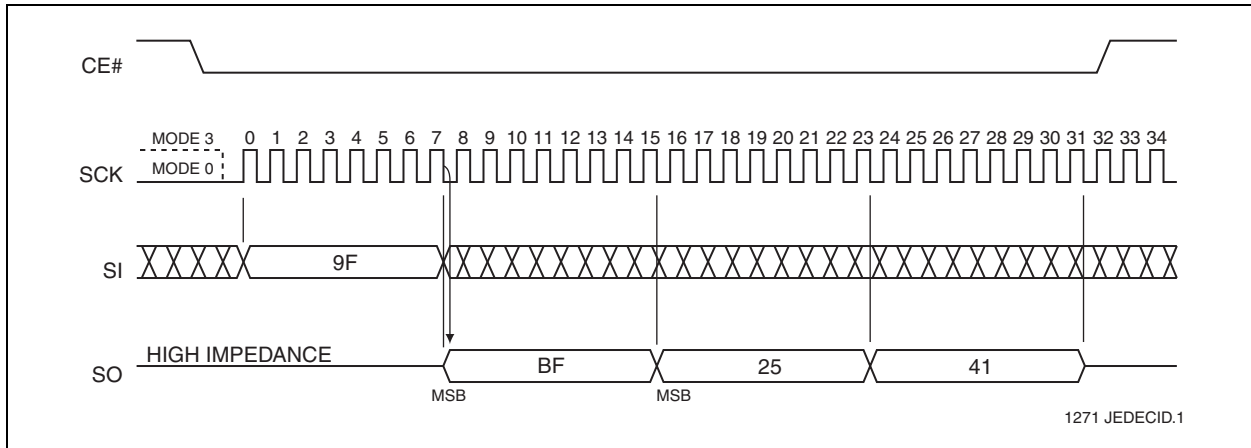 CE#
MODE 3
0 1 2 3 4 5 6 7 8 9 10 11 12 13 14 15 16 17 18 19 20 21 22 23 24 25 26 27 28 29 30 31 32 33 34
SCK
MODE 0
SI
9F
HIGH IMPEDANCE
SO
BF
25
41
MSB
MSB
1271 JEDECID.1